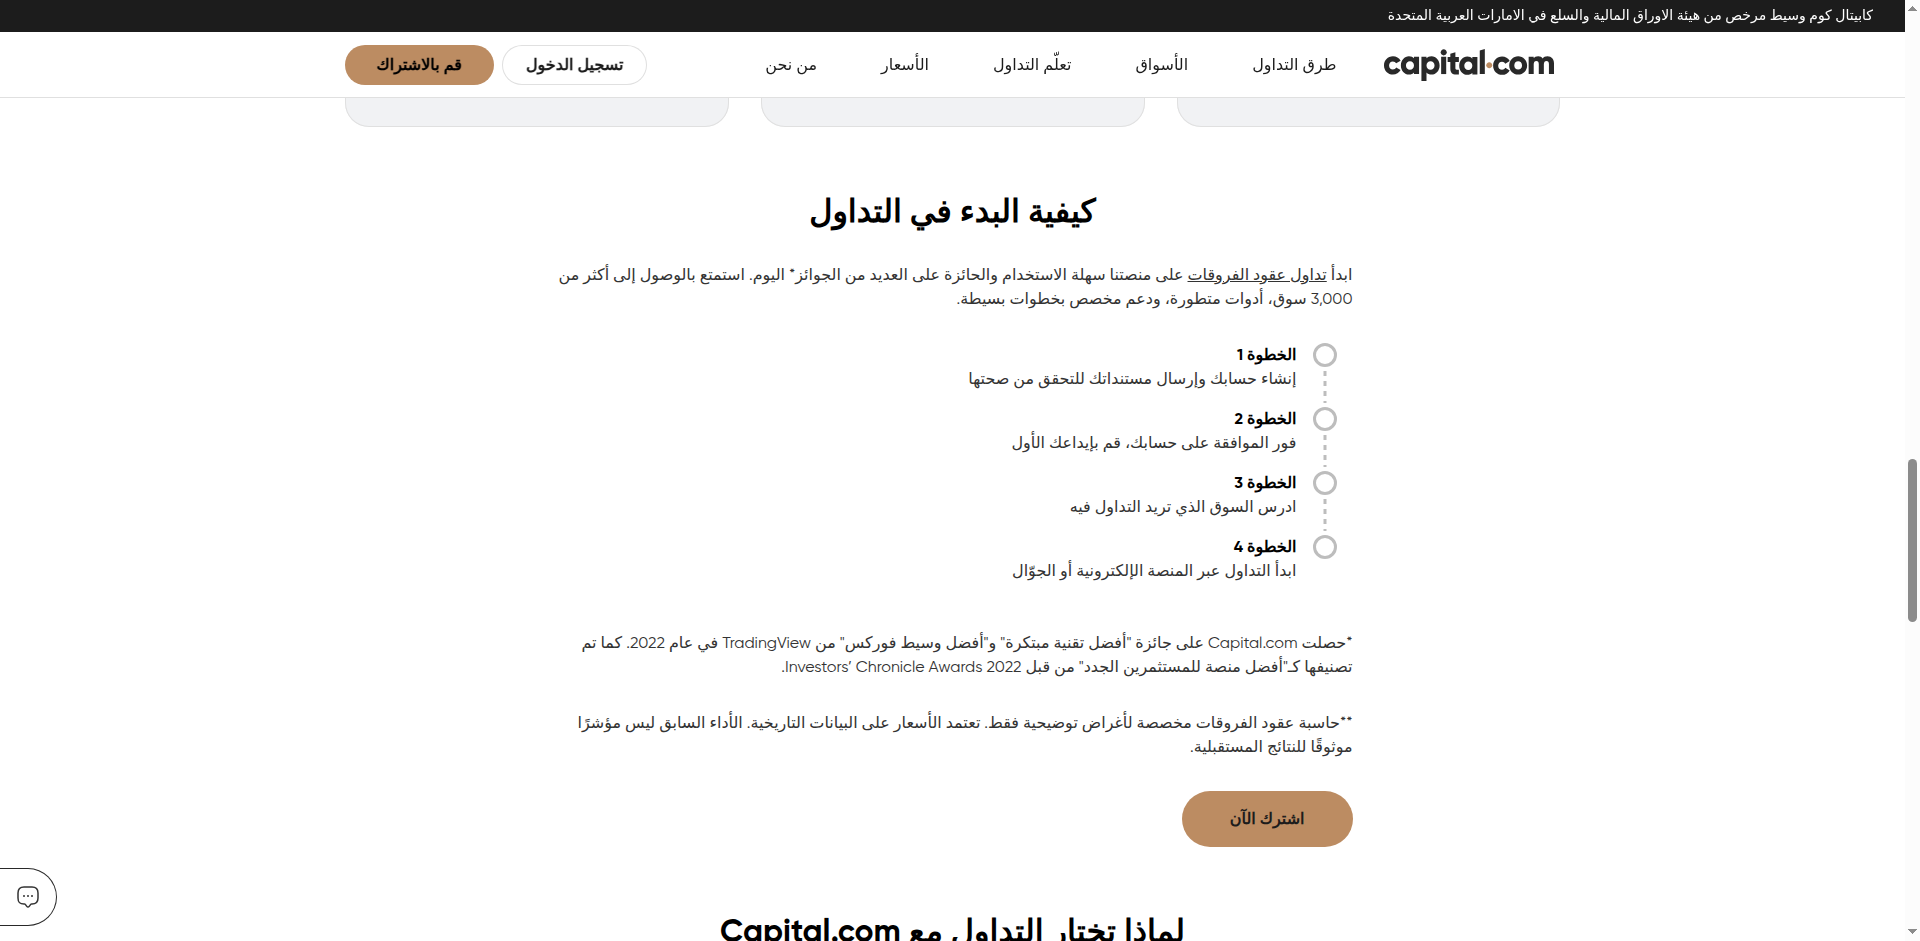 كابيتال كوم وسيط مرخص من هيئة الاوراق المالية والسلع في الامارات العربية المتحدة
capital.com
طرق التداول
الأسواق
تعلّم التداول
الأسعار
من نحن
تسجيل الدخول
قم بالاشتراك
كيفية البدء في التداول
ابدأ تداول عقود الفروقات على منصتنا سهلة الاستخدام والحائزة على العديد من الجوائز* اليوم. استمتع بالوصول إلى أكثر من
3,000 سوق، أدوات متطورة، ودعم مخصص بخطوات بسيطة.
الخطوة 1
إنشاء حسابك وإرسال مستنداتك للتحقق من صحتها
الخطوة 2
فور الموافقة على حسابك، قم بإيداعك الأول
الخطوة 3
ادرس السوق الذي تريد التداول فيه
الخطوة 4
ابدأ التداول عبر المنصة الإلكترونية أو الجوّال
*حصلت Capital.com على جائزة "أفضل تقنية مبتكرة" و"أفضل وسيط فوركس" من TradingView في عام 2022. كما تم
تصنيفها كـ"أفضل منصة للمستثمرين الجدد" من قبل Investors’ Chronicle Awards 2022.
**حاسبة عقود الفروقات مخصصة لأغراض توضيحية فقط. تعتمد الأسعار على البيانات التاريخية. الأداء السابق ليس مؤشرًا
موثوقًا للنتائج المستقبلية.
اشترك الآن
لماذا تختار التداول مع Capital.com